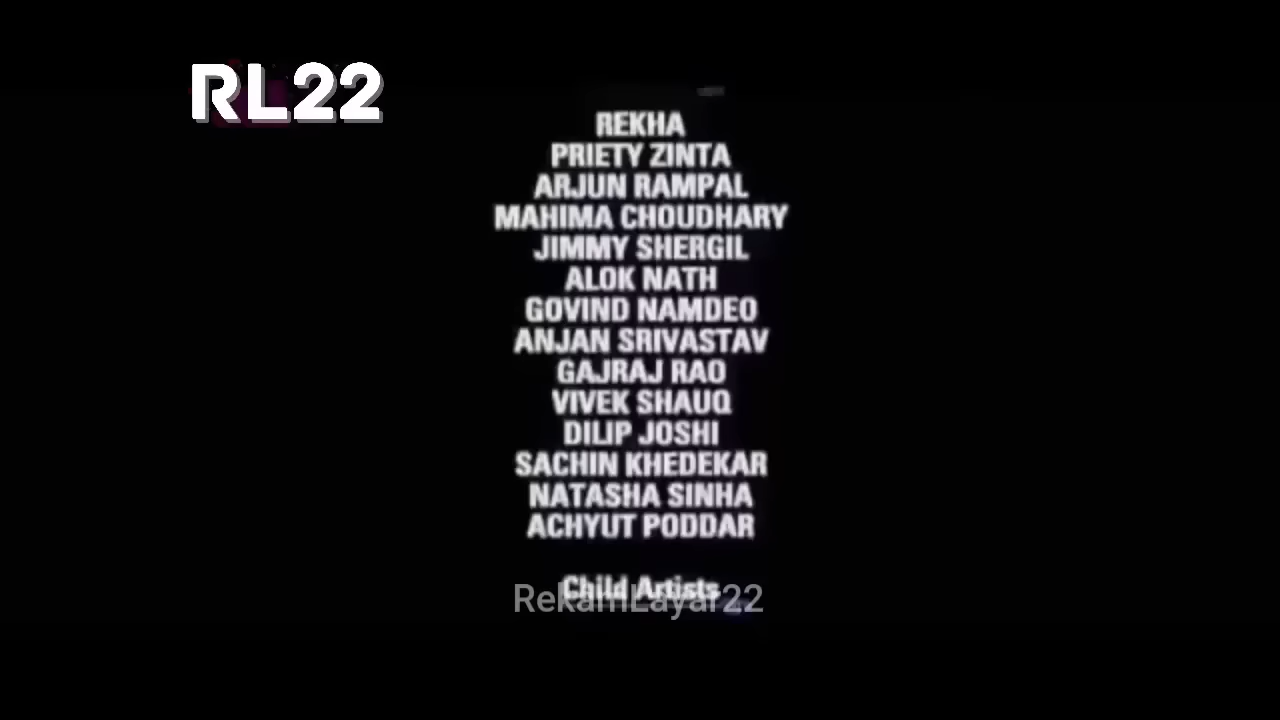 RL22
REKHA
PRIETY ZINTA
ARJUN RAMPAL
MAHIMA CHOUDHARY
JIMMY SHERGIL
ALOK NATH
GOVIND NAMDEO
ANJAN SRIVASTAV
GAJRAJ RAO
VIVEK SHAUQ
DILIP JOSHI
SACHIN KHEDEKAR
NATASHA SINHA
ACHYUT PODDAR
Child Artists
RekamLayar22